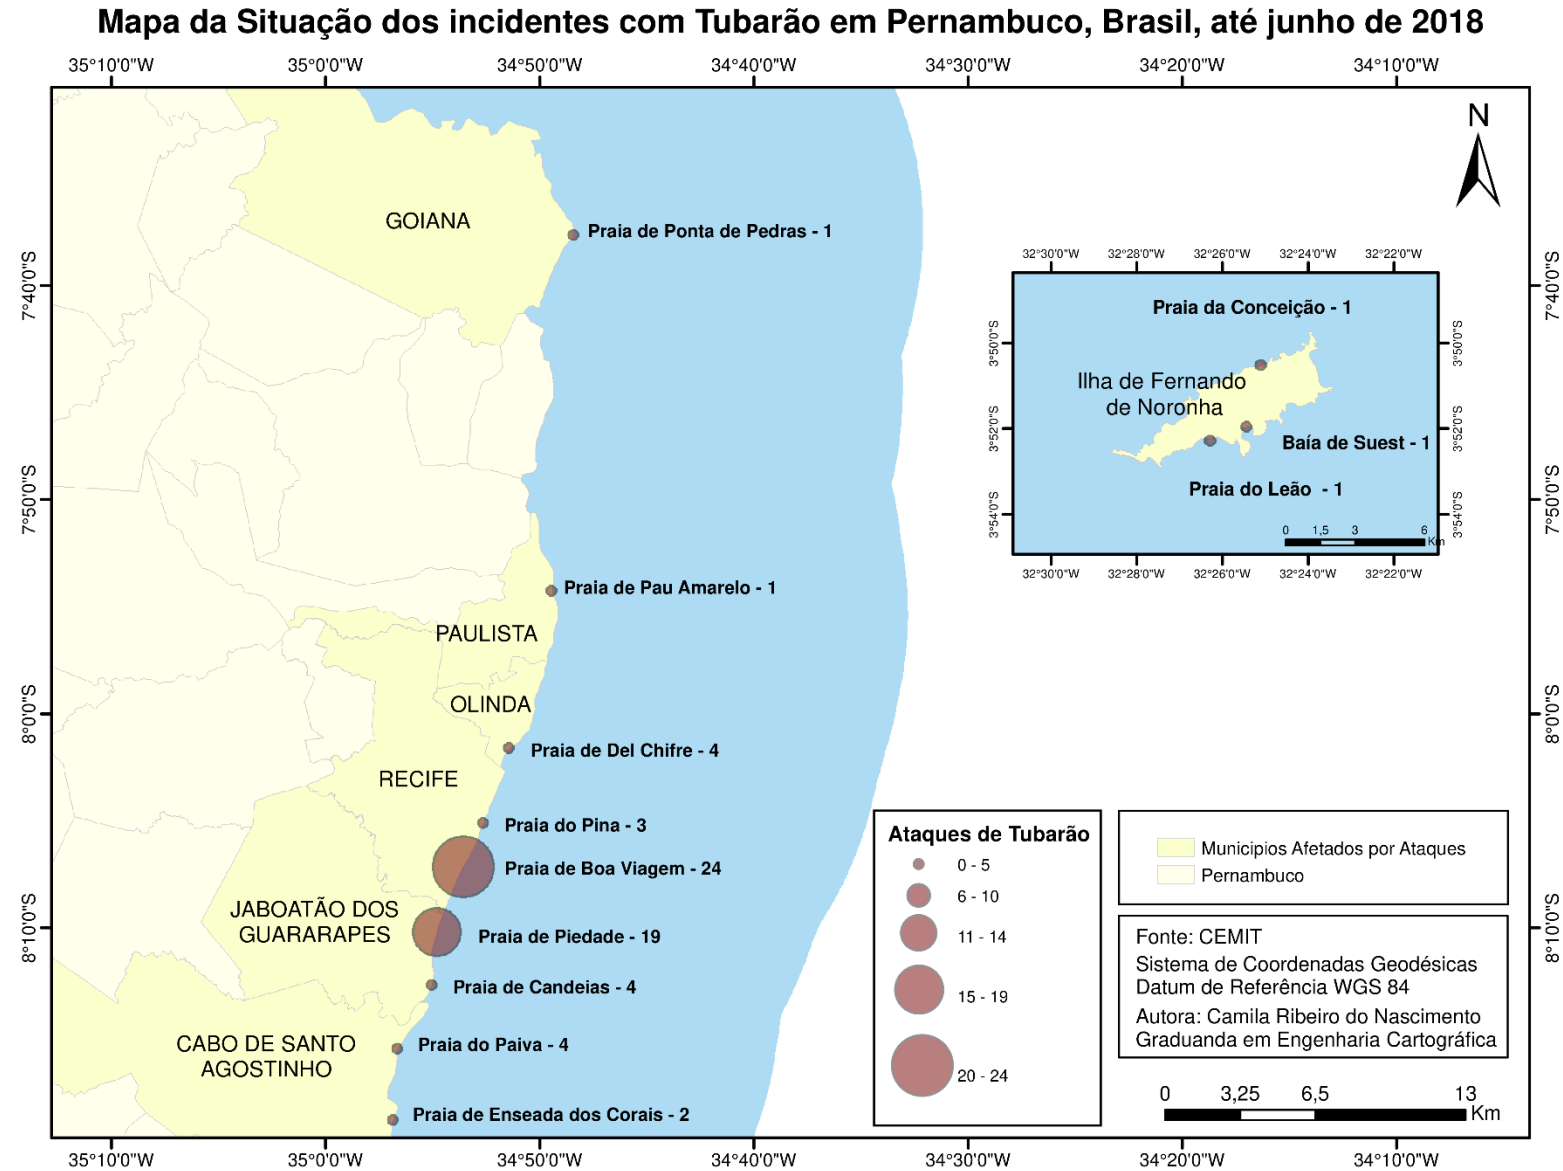 Mapa da Situação dos incidentes com Tubarão em Pernambuco, Brasil, até junho de 2018
35°10'0"W 35°0'0"W 34°50'0"W 34°40'0"W 34°30'0"W 34°20'0"W 34°10'0"W
N
GOIANA
Praia de Ponta de Pedras - 1
7°40'0"S
7°40'0"S
32°30'0"W 32°28'0"W 32°26'0"W 32°24'0"W 32°22'0"W
Praia da Conceição - 1
3°50'0"S
3°50'0"S
Ilha de Fernando
de Noronha
3°52'0"S
3°52'0"S
Baía de Suest - 1
Praia do Leão - 1
3°54'0"S
3°54'0"S
0 1,5 3 6
Km
32°30'0"W 32°28'0"W 32°26'0"W 32°24'0"W 32°22'0"W
7°50'0"S
7°50'0"S
Praia de Pau Amarelo - 1
PAULISTA
OLINDA
8°0'0"S
8°0'0"S
Praia de Del Chifre - 4
RECIFE
Praia do Pina - 3
Praia de Boa Viagem - 24
JABOATÃO DOS
GUARARAPES
Praia de Piedade - 19
8°10'0"S
8°10'0"S
Praia de Candeias - 4
CABO DE SANTO
AGOSTINHO
Praia do Paiva - 4
Praia de Enseada dos Corais - 2
Ataques de Tubarão
0 - 5
6 - 10
11 - 14
15 - 19
20 - 24
Municipios Afetados por Ataques
Pernambuco
Fonte: CEMIT
Sistema de Coordenadas Geodésicas
Datum de Referência WGS 84
Autora: Camila Ribeiro do Nascimento
Graduanda em Engenharia Cartográfica
0 3,25 6,5 13
Km
35°10'0"W 35°0'0"W 34°50'0"W 34°40'0"W 34°30'0"W 34°20'0"W 34°10'0"W